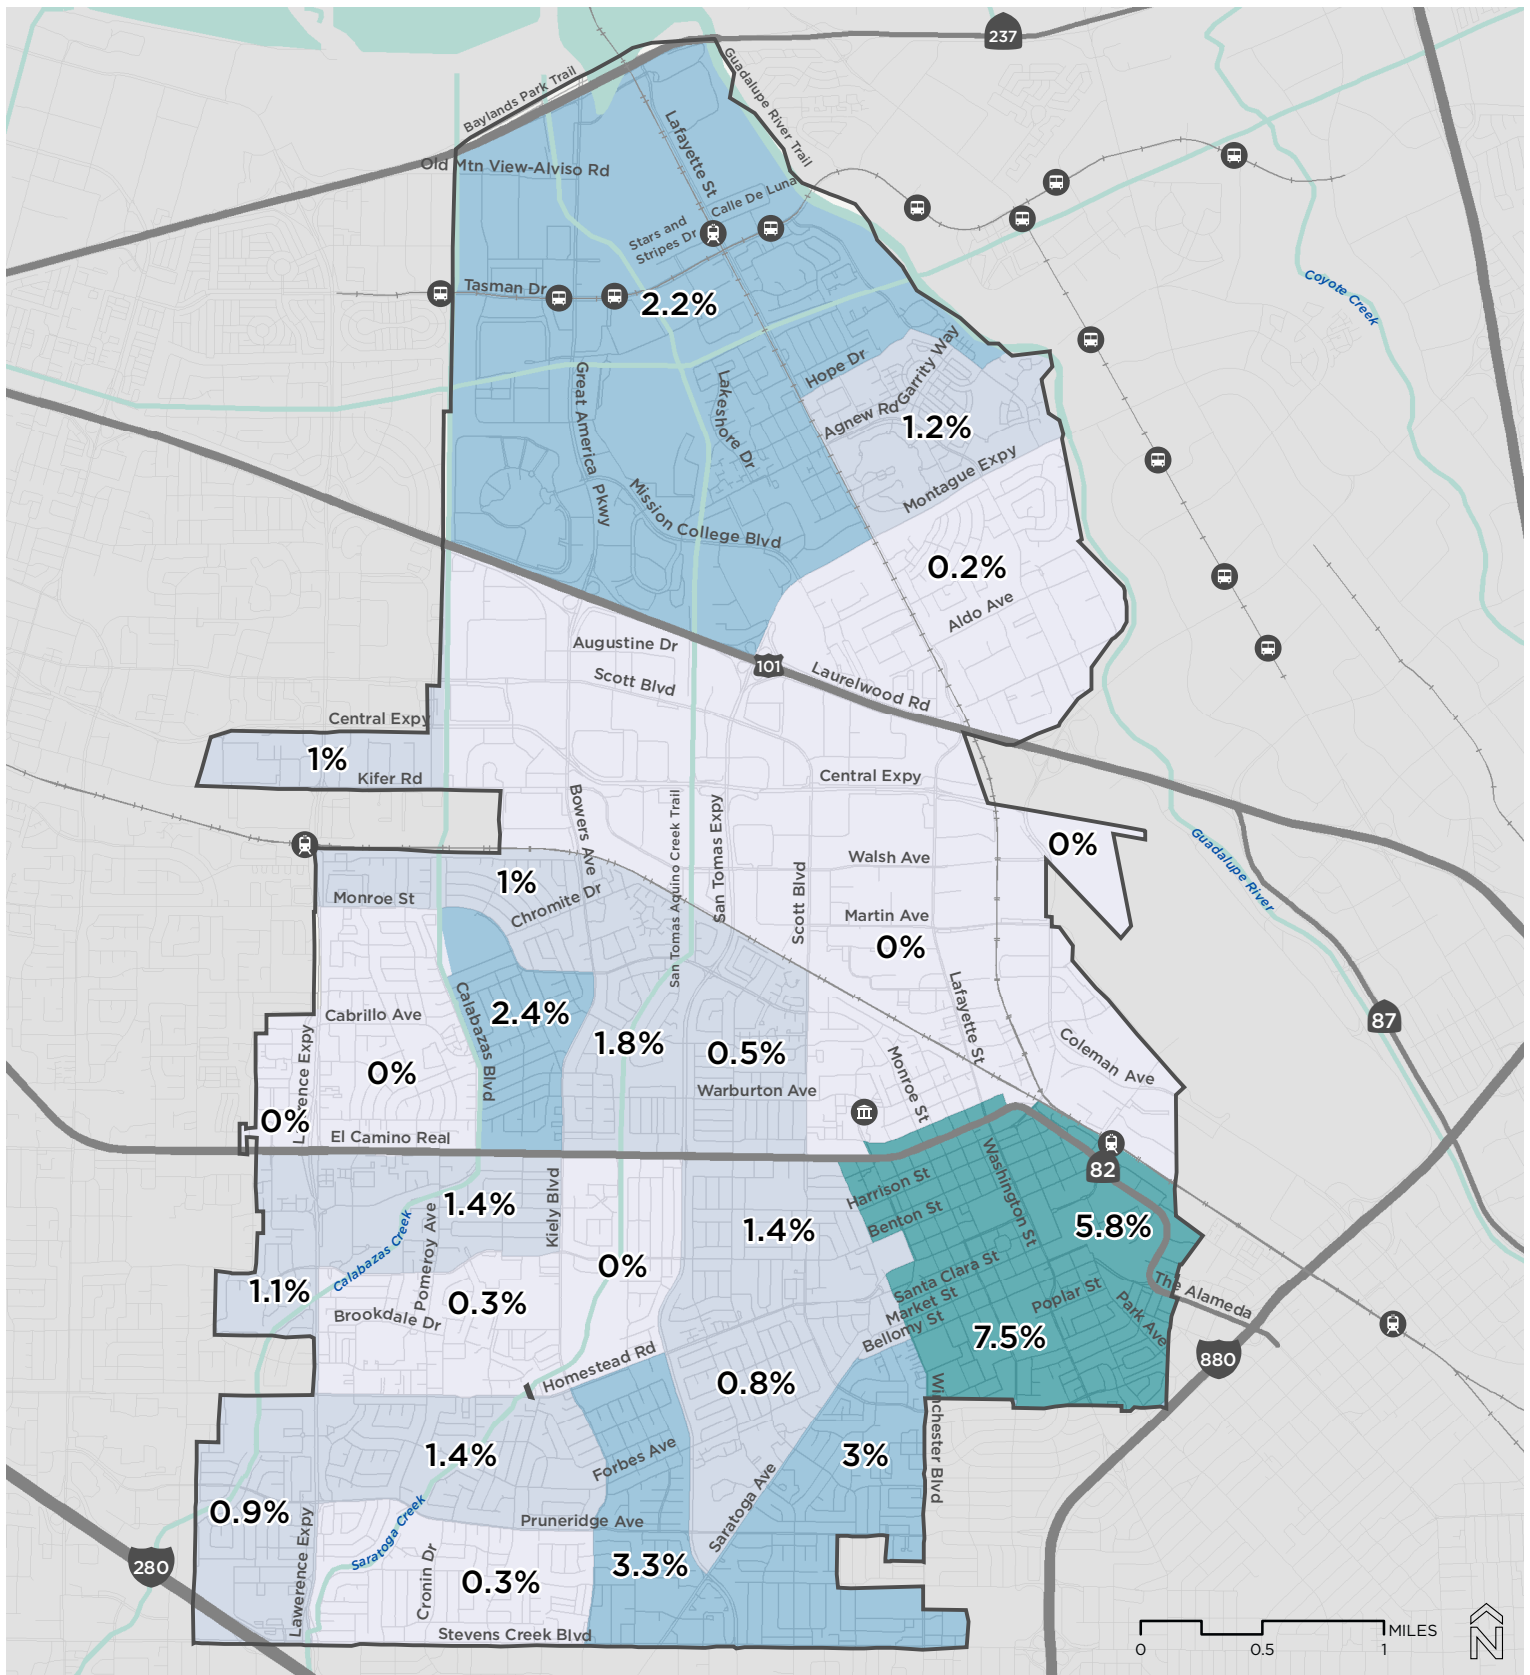 237
Baylands Park Trail
Guadalupe River Trail
Old Mtn View-Alviso Rd
Lafayette St
Calle De Luna
Stars and
Stripes Dr
Tasman Dr
2.2%
Coyote Creek
Hope Dr
Garrity Way
Great America Pkwy
Lakeshore Dr
Agnew Rd
1.2%
Montague Expy
Mission College Blvd
0.2%
Aldo Ave
Augustine Dr
Scott Blvd
101
Laurelwood Rd
Central Expy
1%
Kifer Rd
Central Expy
Bowers Ave
San Tomas Aquino Creek Trail
San Tomas Expy
Scott Blvd
Walsh Ave
0%
Guadalupe River
1%
Monroe St
Chromite Dr
Martin Ave
0%
Calabazas Blvd
2.4%
Cabrillo Ave
Lawrence Expy
1.8%
0.5%
Lafayette St
87
Monroe St
Coleman Ave
0%
Warburton Ave
0%
El Camino Real
82
Washington St
Harrison St
Benton St
Kiely Blvd
1.4%
1.4%
5.8%
Calabazas Creek
Pomeroy Ave
0%
1.1%
0.3%
Brookdale Dr
Santa Clara St
Market St
Bellomy St
Poplar St
Park Ave
The Alameda
7.5%
880
Homestead Rd
0.8%
Winchester Blvd
1.4%
Forbes Ave
3%
0.9%
Saratoga Ave
Pruneridge Ave
Saratoga Creek
Lawerence Expy
280
Cronin Dr
0.3%
3.3%
Stevens Creek Blvd
MILES
0 0.5 1
N